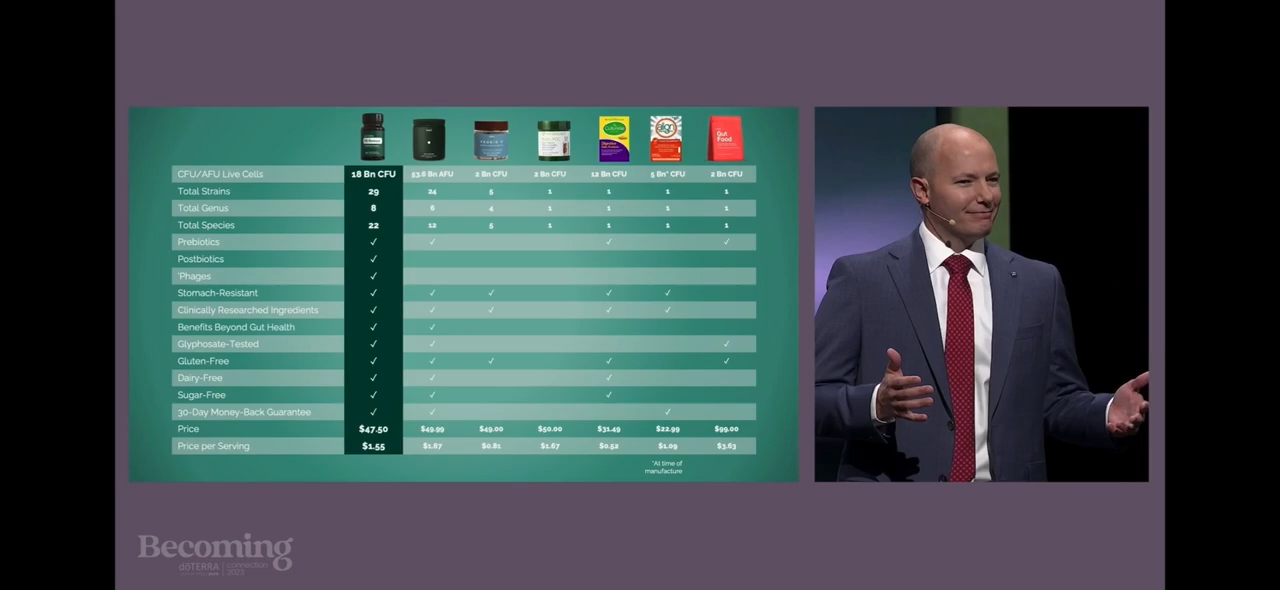 Culturelle
align
Gut
Food
CFU/AFU Live Cells 18 Bn CFU 53.6 Bn AFU 2 Bn CFU 2 Bn CFU 12 Bn CFU 5 Bn* CFU 2 Bn CFU
Total Strains 29 24 5 1 1 1 1
Total Genus 8 6 4 1 1 1 1
Total Species 22 12 5 1 1 1 1
Prebiotics ✓ ✓ ✓ ✓
Postbiotics ✓
'Phages ✓
Stomach-Resistant ✓ ✓ ✓ ✓ ✓
Clinically Researched Ingredients ✓ ✓ ✓ ✓ ✓
Benefits Beyond Gut Health ✓ ✓
Glyphosate-Tested ✓ ✓ ✓
Gluten-Free ✓ ✓ ✓ ✓ ✓
Dairy-Free ✓ ✓ ✓
Sugar-Free ✓ ✓ ✓
30-Day Money-Back Guarantee ✓ ✓ ✓
Price $47.50 $49.99 $49.00 $50.00 $31.49 $22.99 $99.00
Price per Serving $1.55 $1.67 $0.81 $1.67 $0.52 $1.09 $3.63
*At time of
manufacture
Becoming
dōTERRA connection
2023